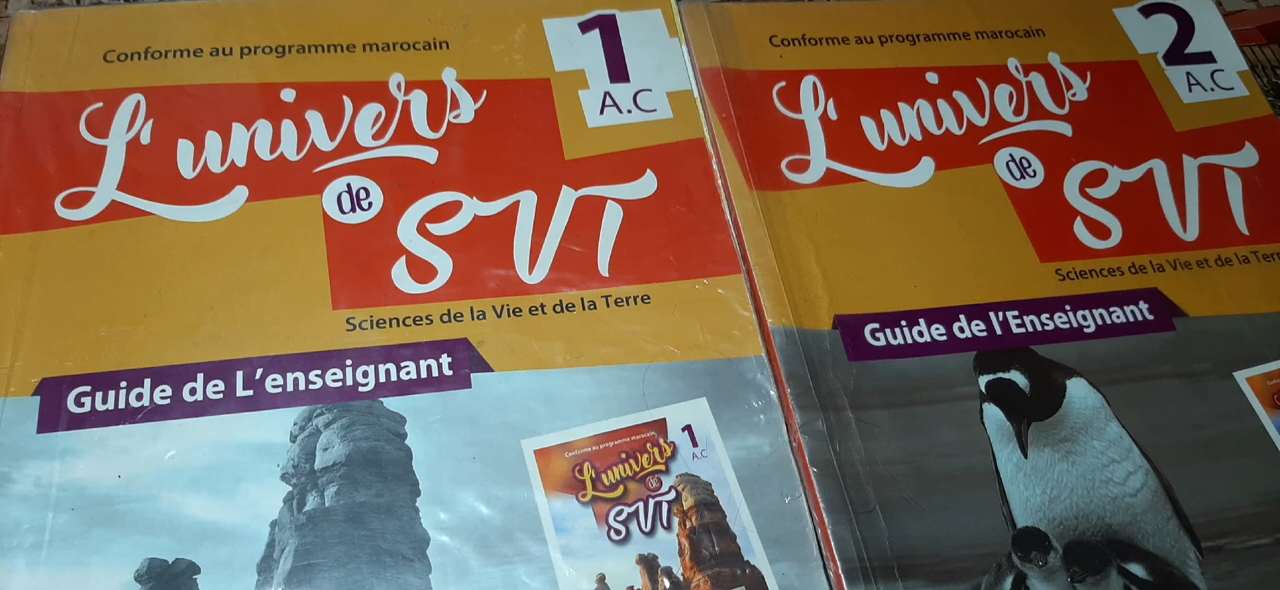 Conforme au programme marocain
1
A.C
L'univers
de
SVT
Sciences de la Vie et de la Terre
Guide de L'enseignant
Conforme au programme marocain
1
A.C
L'univers
de
SVT
Conforme au programme marocain
2
A.C
L'univers
de
SVT
Sciences de la Vie et de la Terre
Guide de l'Enseignant